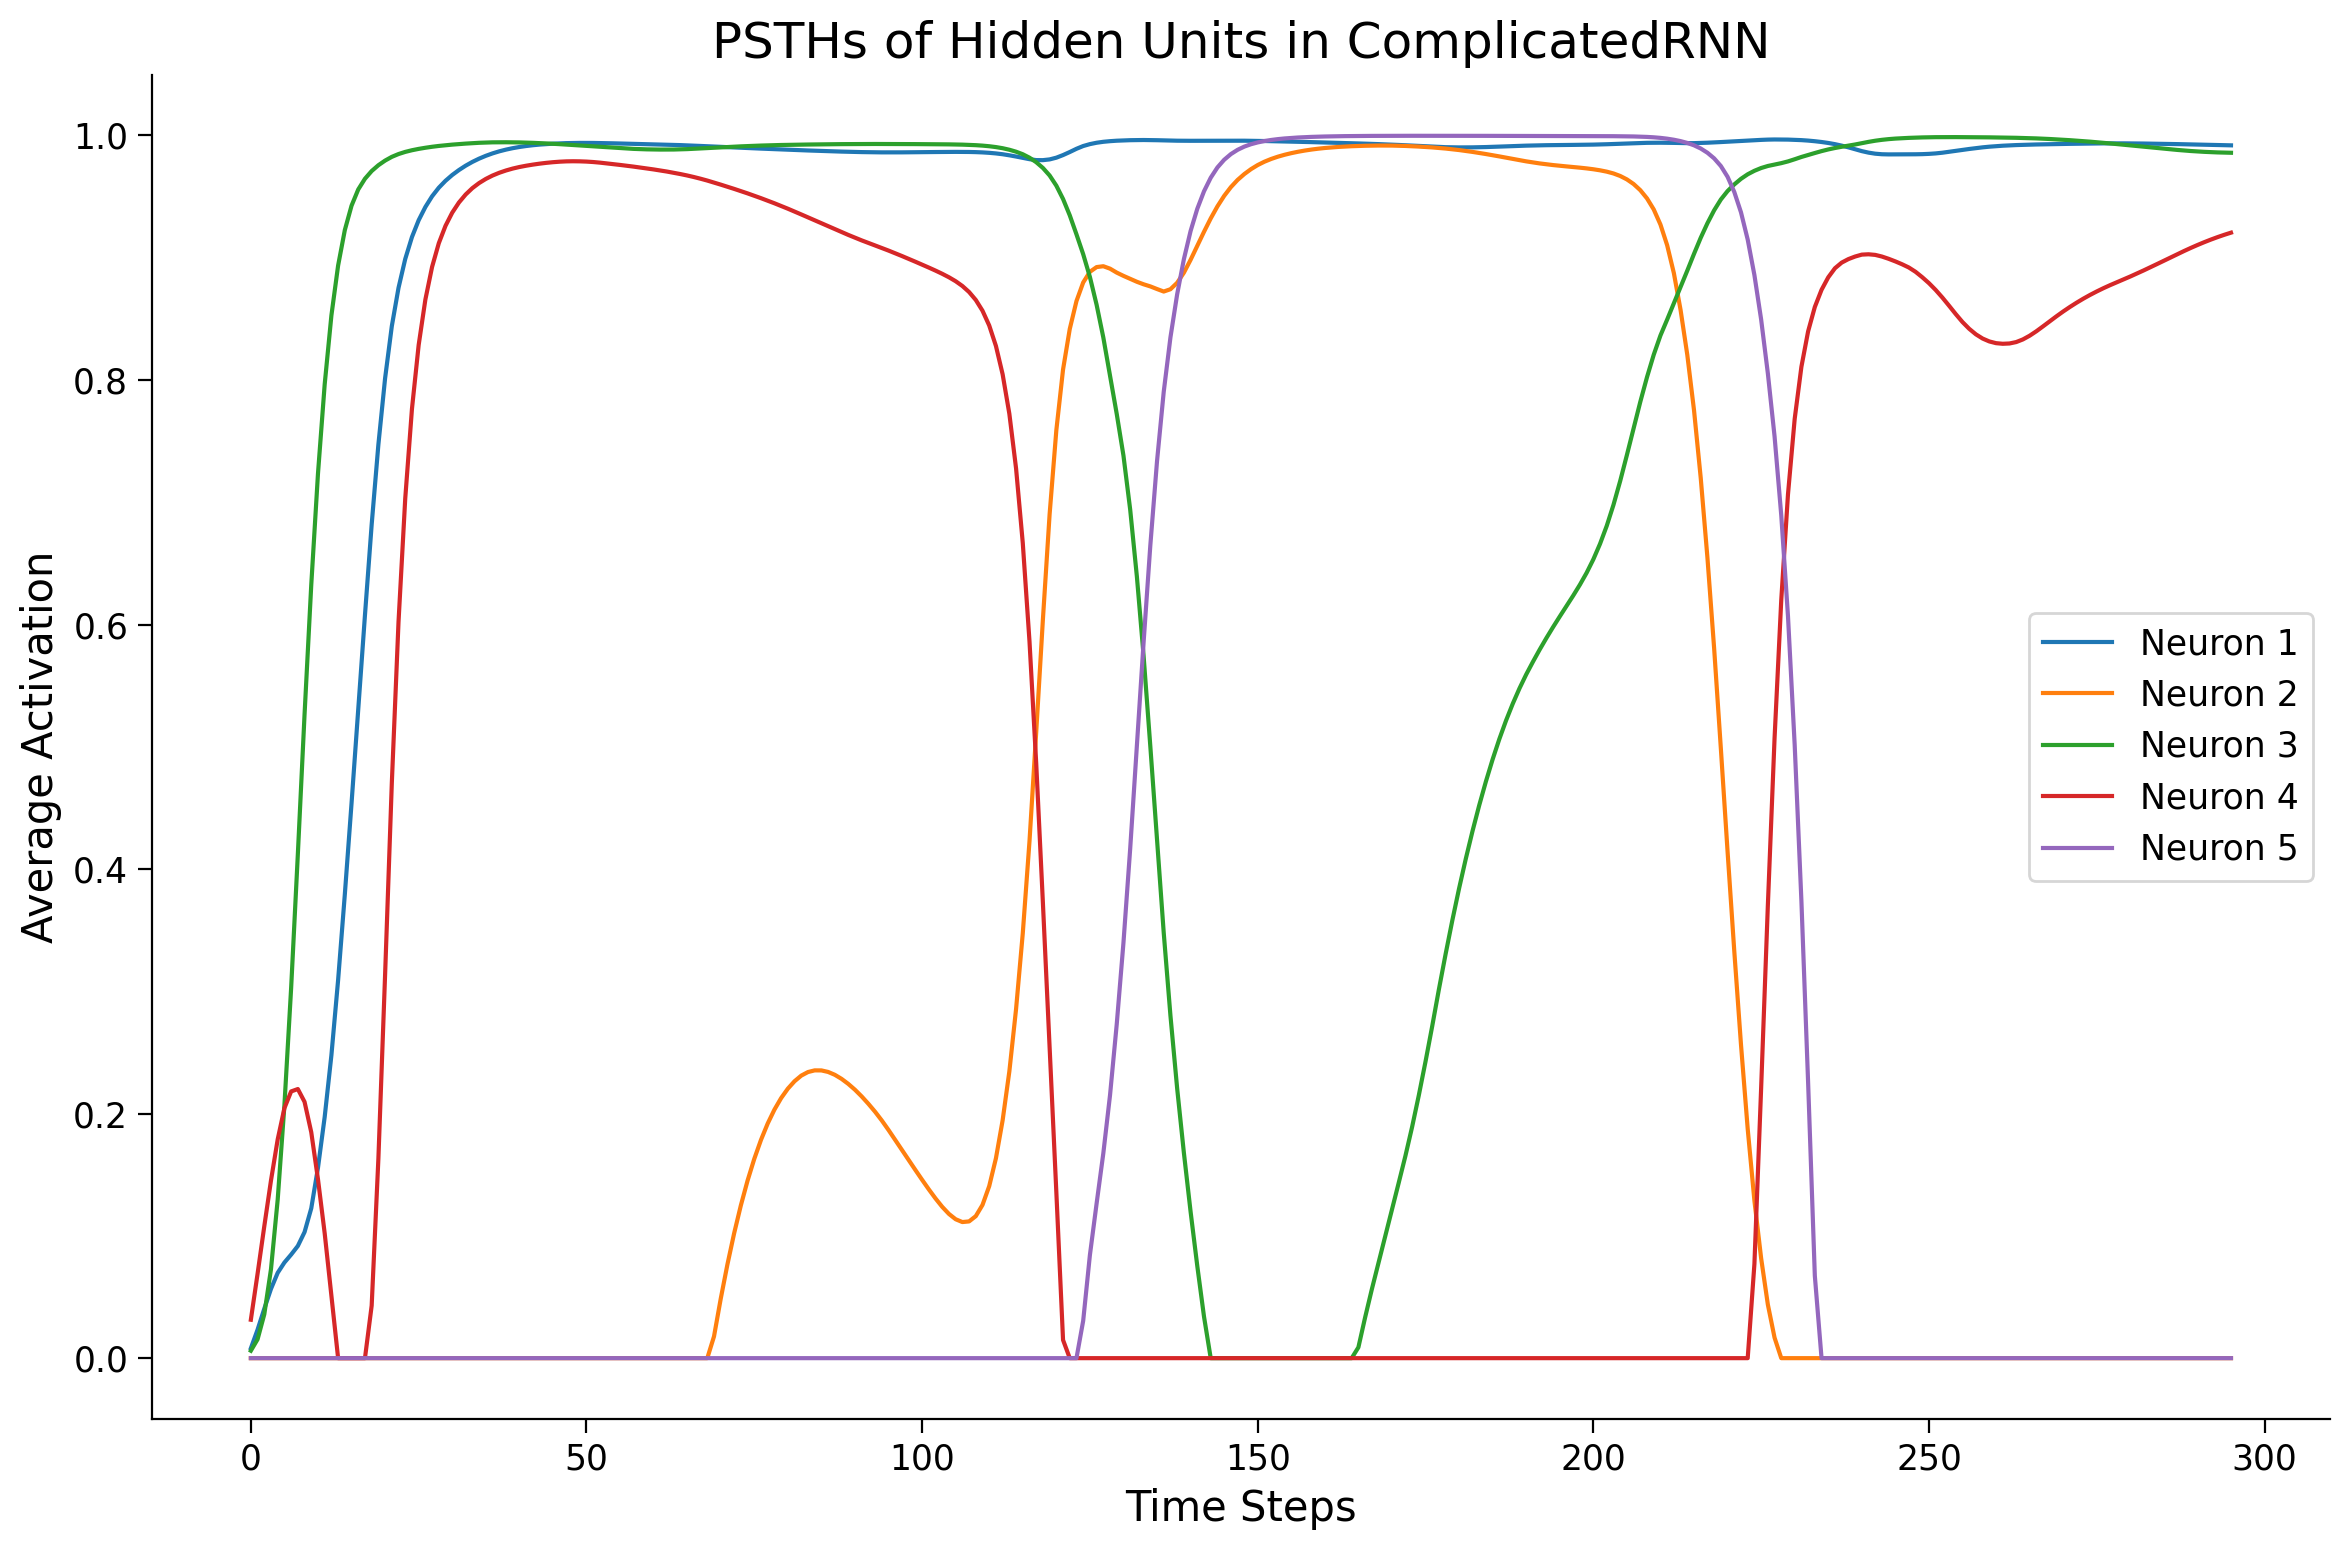 PSTHs of Hidden Units in ComplicatedRNN
Average Activation
1.0
0.8
0.6
0.4
0.2
0.0
Neuron 1
Neuron 2
Neuron 3
Neuron 4
Neuron 5
0 50 100 150 200 250 300
Time Steps